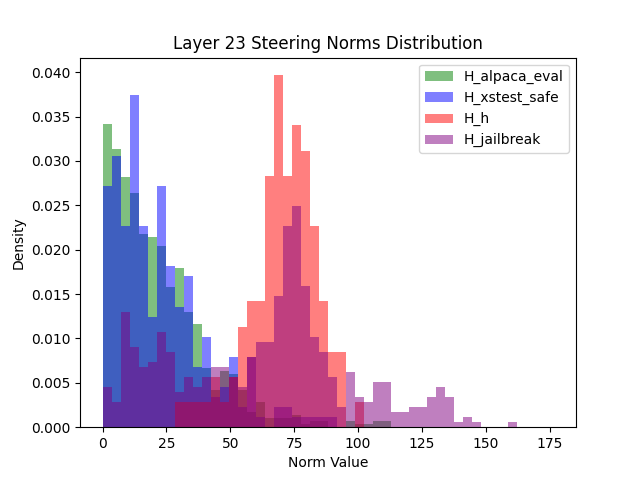 Layer 23 Steering Norms Distribution
H_alpaca_eval
H_xstest_safe
H_h
H_jailbreak
Density
0.040
0.035
0.030
0.025
0.020
0.015
0.010
0.005
0.000
0 25 50 75 100 125 150 175
Norm Value